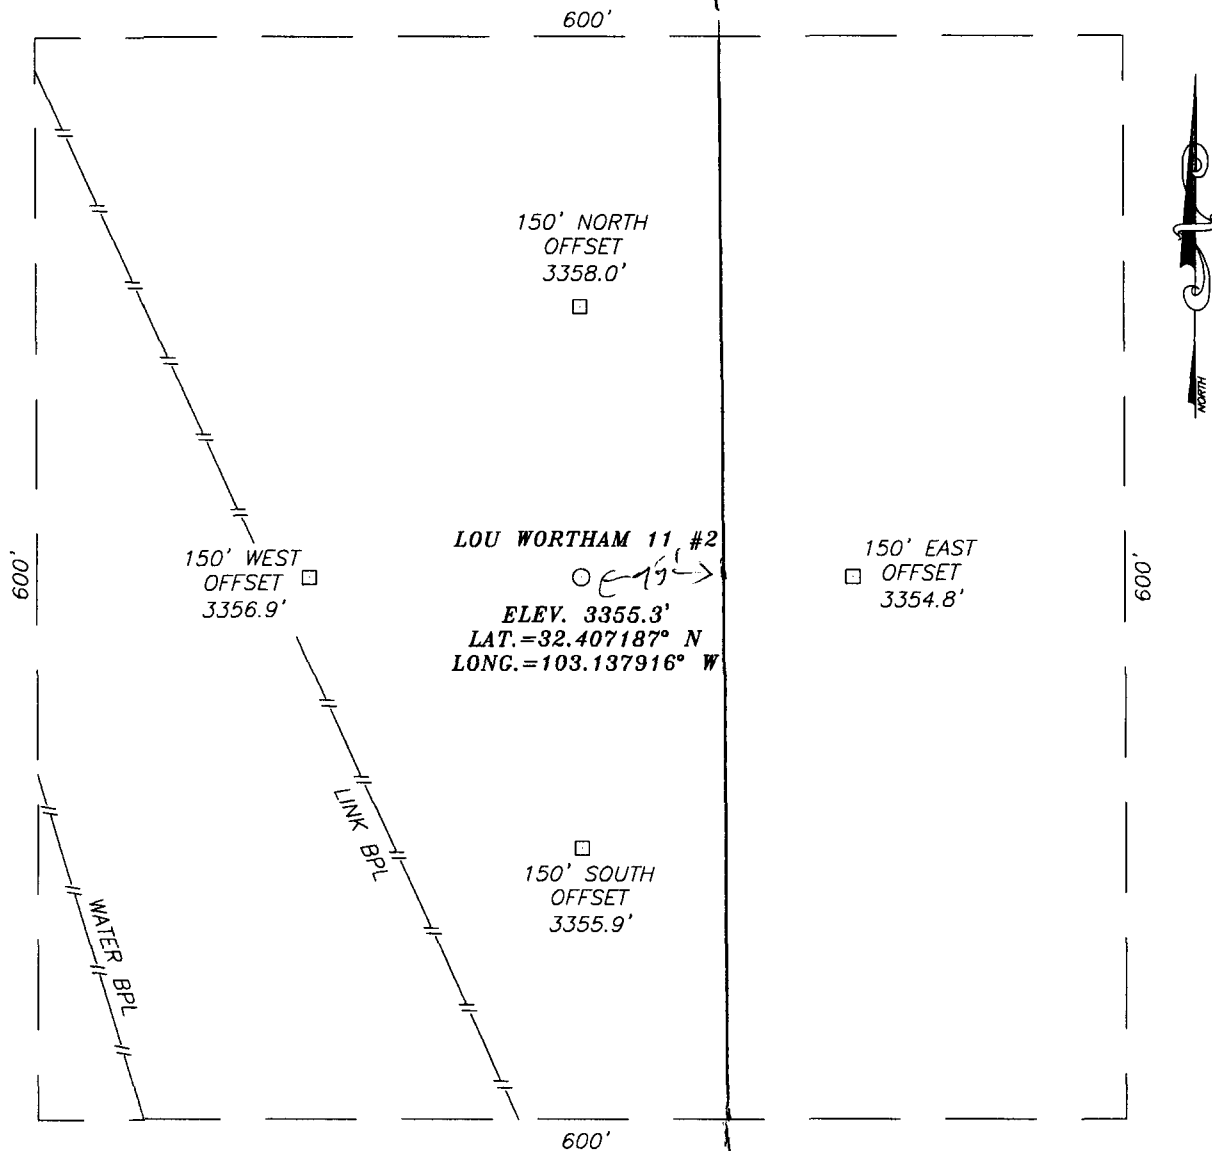 600'
150' NORTH
OFFSET
3358.0'
NORTH
LOU WORTHAM 11 #2
150' WEST
OFFSET
3356.9'
600'
150' EAST
OFFSET
3354.8'
600'
ELEV. 3355.3'
LAT.=32.407187° N
LONG.=103.137916° W
LINK BPL
150' SOUTH
OFFSET
3355.9'
WATER BPL
600'